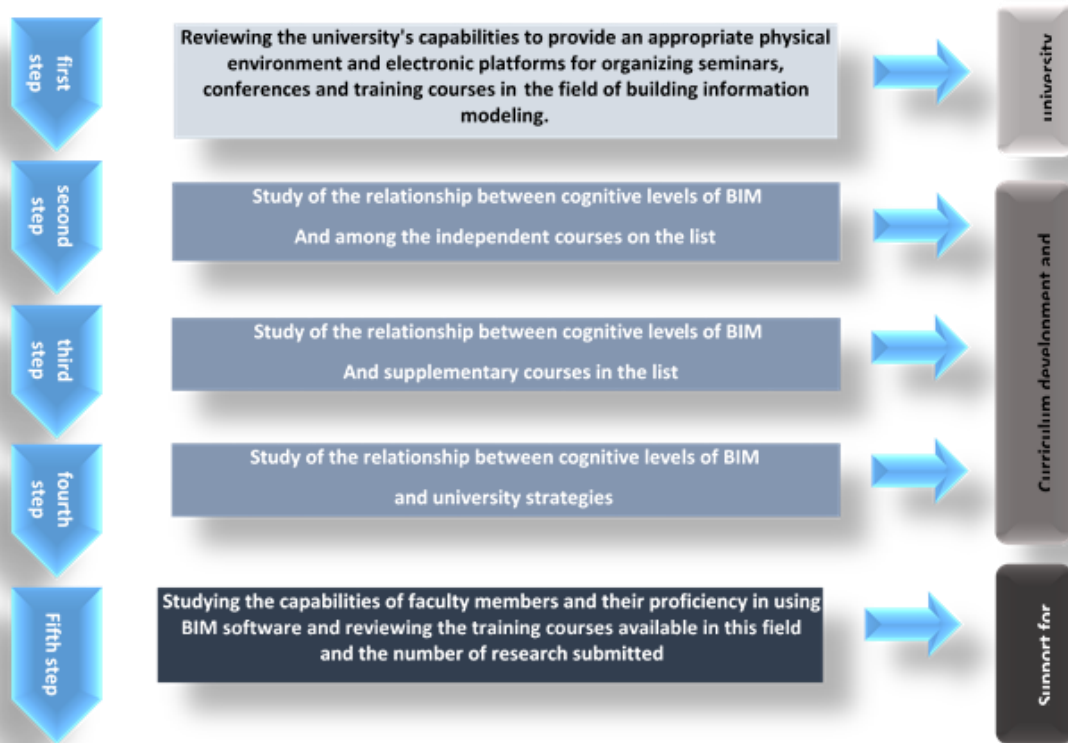 first
step
Reviewing the university's capabilities to provide an appropriate physical
environment and electronic platforms for organizing seminars,
conferences and training courses in the field of building information
modeling.
university
second
step
Study of the relationship between cognitive levels of BIM
And among the independent courses on the list
Curriculum development and
third
step
Study of the relationship between cognitive levels of BIM
And supplementary courses in the list
fourth
step
Study of the relationship between cognitive levels of BIM
and university strategies
Fifth step
Studying the capabilities of faculty members and their proficiency in using
BIM software and reviewing the training courses available in this field
and the number of research submitted
Support for